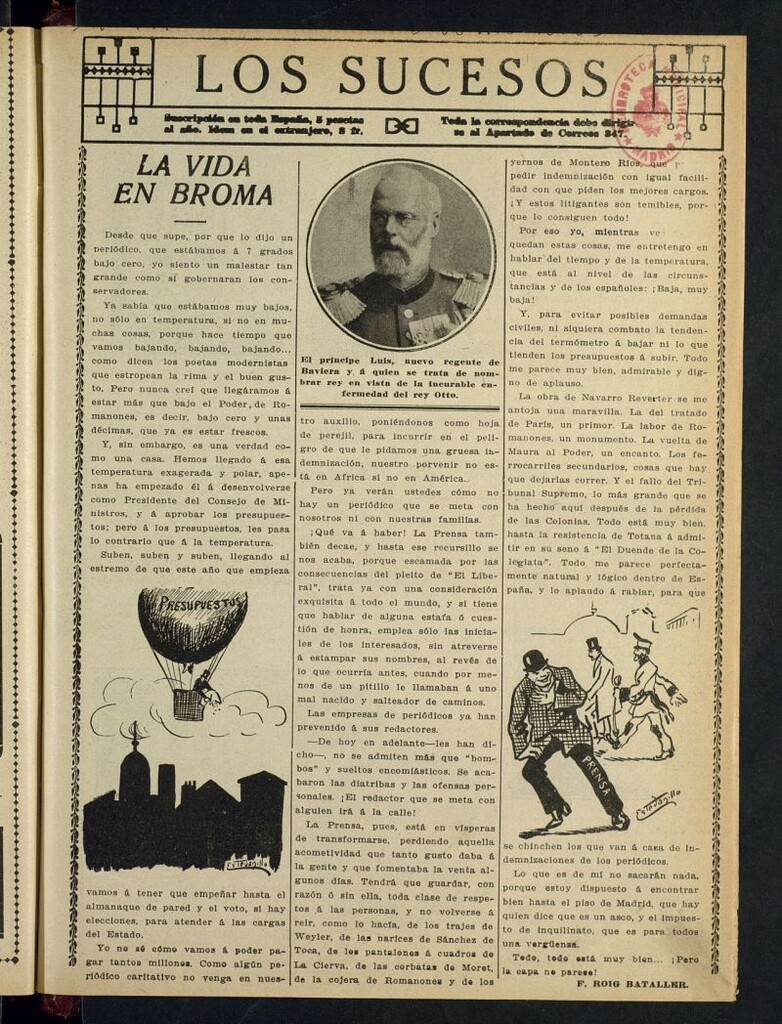 LOS SUCESOS
Suscripción en toda España, 5 pesetas
al año. Idem en el extranjero, 8 fr.
Toda la correspondencia debe dirigir-
se al Apartado de Correos 347.
HEMEROTECA MUNICIPAL
MADRID
LA VIDA
EN BROMA
Desde que supe, por que lo dijo un
periódico, que estábamos á 7 grados
bajo cero, yo siento un malestar tan
grande como si gobernaran los con-
servadores.
Ya sabía que estábamos muy bajos,
no sólo en temperatura, si no en mu-
chas cosas, porque hace tiempo que
vamos bajando, bajando, bajando...
como dicen los poetas modernistas
que estropean la rima y el buen gus-
to. Pero nunca creí que llegáramos á
estar más que bajo el Poder, de Ro-
manones, es decir, bajo cero y unas
décimas, que ya es estar frescos.
Y, sin embargo, es una verdad co-
mo una casa. Hemos llegado á esa
temperatura exagerada y polar, ape-
nas ha empezado él á desenvolverse
como Presidente del Consejo de Mi-
nistros, y á aprobar los presupues-
tos; pero á los presupuestos, les pasa
lo contrario que á la temperatura.
Suben, suben y suben, llegando al
extremo de que este año que empieza
PRESUPUESTOS
ESTEVANILLO
vamos á tener que empeñar hasta el
almanaque de pared y el voto, si hay
elecciones, para atender á las cargas
del Estado.
Yo no sé cómo vamos á poder pa-
gar tantos millones. Como algún pe-
riódico caritativo no venga en nues-
El príncipe Luis, nuevo regente de
Baviera y á quien se trata de nom-
brar rey en vista de la incurable en-
fermedad del rey Otto.
tro auxilio, poniéndonos como hoja
de perejil, para incurrir en el peli-
gro de que le pidamos una gruesa in-
demnización, nuestro porvenir no es-
tá en Africa si no en América..
Pero ya verán ustedes cómo no
hay un periódico que se meta con
nosotros ni con nuestras familias.
¡Qué va á haber! La Prensa tam-
bién decae, y hasta ese recursillo se
nos acaba, porque escamada por las
consecuencias del pleito de "El Libe-
ral", trata ya con una consideración
exquisita á todo el mundo, y si tiene
que hablar de alguna estafa ó cues-
tión de honra, emplea sólo las inicia-
les de los interesados, sin atreverse
á estampar sus nombres, al revés de
lo que ocurría antes, cuando por me-
nos de un pitillo le llamaban á uno
mal nacido y salteador de caminos.
Las empresas de periódicos ya han
prevenido á sus redactores.
—De hoy en adelante—les han di-
cho—, no se admiten más que "bom-
bos" y sueltos encomiásticos. Se aca-
baron las diatribas y las ofensas per-
sonales. ¡El redactor que se meta con
alguien irá á la calle!
La Prensa, pues, está en vísperas
de transformarse, perdiendo aquella
acometividad que tanto gusto daba á
la gente y que fomentaba la venta al-
gunos días. Tendrá que guardar, con
razón ó sin ella, toda clase de respe-
tos á las personas, y no volverse á
reir, como lo hacía, de los trajes de
Weyler, de las narices de Sánchez de
Toca, de los pantalones á cuadros de
La Cierva, de las corbatas de Moret,
de la cojera de Romanones y de los
yernos de Montero Ríos, que
pedir indemnización con igual facili-
dad con que piden los mejores cargos.
¡Y estos litigantes son temibles, por-
que lo consiguen todo!
Por eso yo, mientras
quedan estas cosas, me entretengo en
hablar del tiempo y de la temperatura,
que está al nivel de las circuns-
tancias y de los españoles: ¡Baja, muy
baja!
Y, para evitar posibles demandas
civiles, ni siquiera combato la tenden-
cia del termómetro á bajar ni lo que
tienden los presupuestos á subir. Todo
me parece muy bien, admirable y dig-
no de aplauso.
La obra de Navarro Reverter se me
antoja una maravilla. La del tratado
de París, un primor. La labor de Ro-
manones, un monumento. La vuelta de
Maura al Poder, un encanto. Los fe-
rrocarriles secundarios, cosas que hay
que dejarlas correr. Y el fallo del Tri-
bunal Supremo, lo más grande que se
ha hecho aquí después de la pérdida
de las Colonias. Todo está muy bien,
hasta la resistencia de Totana á admi-
tir en su seno á "El Duende de la Co-
legiata". Todo me parece perfecta-
mente natural y lógico dentro de Es-
paña, y lo aplaudo á rabiar, para que
PRENSA
Estevanillo
se chinchen los que van á caza de in-
demnizaciones de los periódicos.
Lo que es de mí no sacarán nada,
porque estoy dispuesto á encontrar
bien hasta el piso de Madrid, que hay
quien dice que es un asco, y el impues-
to de inquilinato, que es para todos
una vergüenza.
Todo, todo está muy bien... ¡Pero
la capa no parece!
F. ROIG BATALLER.